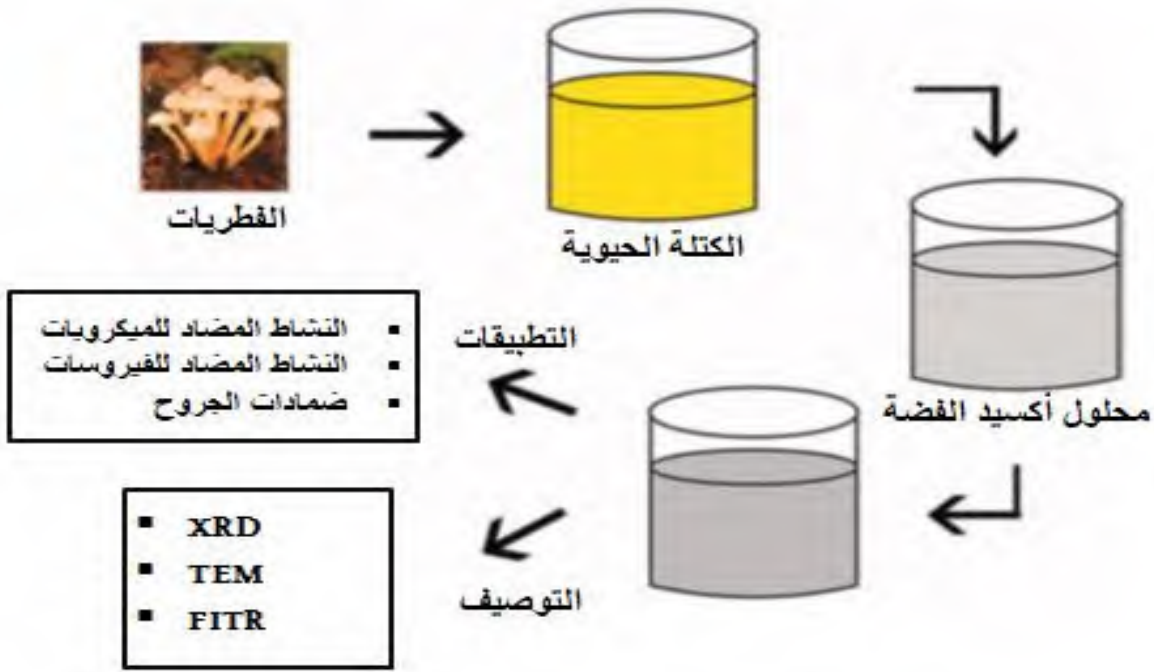 الفطريات
الكتلة الحيوية
محلول أكسيد الفضة
التطبيقات
▪ النشاط المضاد للميكروبات
▪ النشاط المضاد للفيروسات
▪ ضمادات الجروح
التوصيف
▪ XRD
▪ TEM
▪ FITR